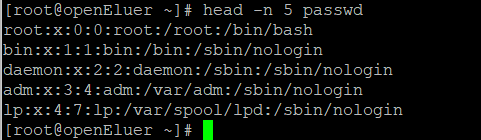 [root@openEluer ~]# head -n 5 passwd
root:x:0:0:root:/root:/bin/bash
bin:x:1:1:bin:/bin:/sbin/nologin
daemon:x:2:2:daemon:/sbin:/sbin/nologin
adm:x:3:4:adm:/var/adm:/sbin/nologin
lp:x:4:7:lp:/var/spool/lpd:/sbin/nologin
[root@openEluer ~]#